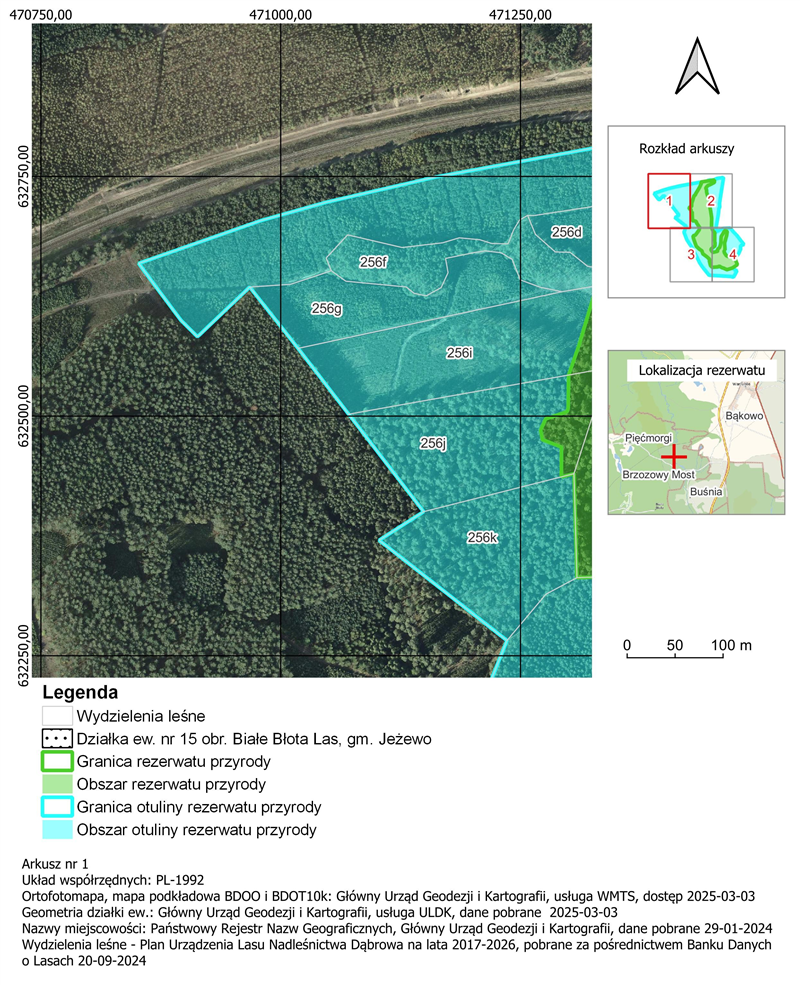 470750,00
471000,00
471250,00
632750,00
632500,00
632250,00
256d
256f
256g
256i
256j
256k
Rozkład arkuszy
1
2
3
4
Lokalizacja rezerwatu
Bąkowo
Pięćmorgi
Brzozowy Most
Buśnia
0 50 100 m
Legenda
Wydzielenia leśne
Działka ew. nr 15 obr. Białe Błota Las, gm. Jeżewo
Granica rezerwatu przyrody
Obszar rezerwatu przyrody
Granica otuliny rezerwatu przyrody
Obszar otuliny rezerwatu przyrody
Arkusz nr 1
Układ współrzędnych: PL-1992
Ortofotomapa, mapa podkładowa BDOO i BDOT10k: Główny Urząd Geodezji i Kartografii, usługa WMTS, dostęp 2025-03-03
Geometria działki ew.: Główny Urząd Geodezji i Kartografii, usługa ULDK, dane pobrane 2025-03-03
Nazwy miejscowości: Państwowy Rejestr Nazw Geograficznych, Główny Urząd Geodezji i Kartografii, dane pobrane 29-01-2024
Wydzielenia leśne - Plan Urządzenia Lasu Nadleśnictwa Dąbrowa na lata 2017-2026, pobrane za pośrednictwem Banku Danych
o Lasach 20-09-2024